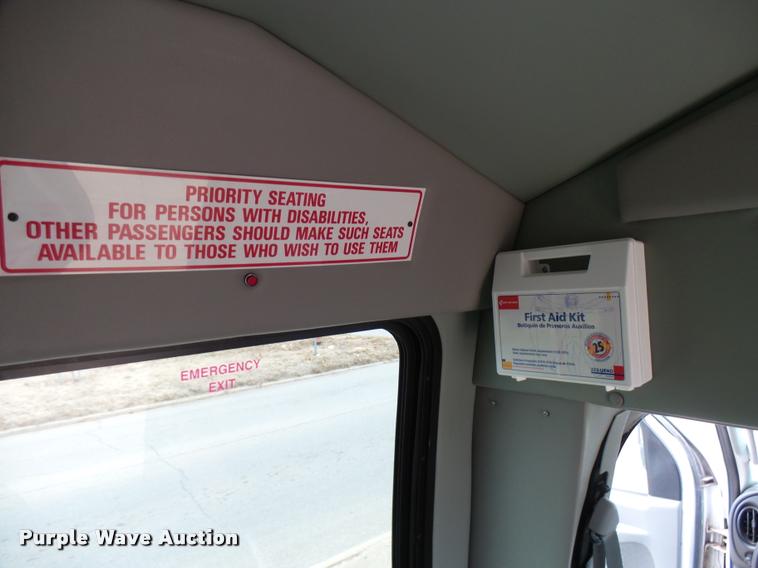 PRIORITY SEATING
FOR PERSONS WITH DISABILITIES,
OTHER PASSENGERS SHOULD MAKE SUCH SEATS
AVAILABLE TO THOSE WHO WISH TO USE THEM
EMERGENCY
EXIT
First Aid Kit
Botiquín de Primeros Auxilios
25
Purple Wave Auction